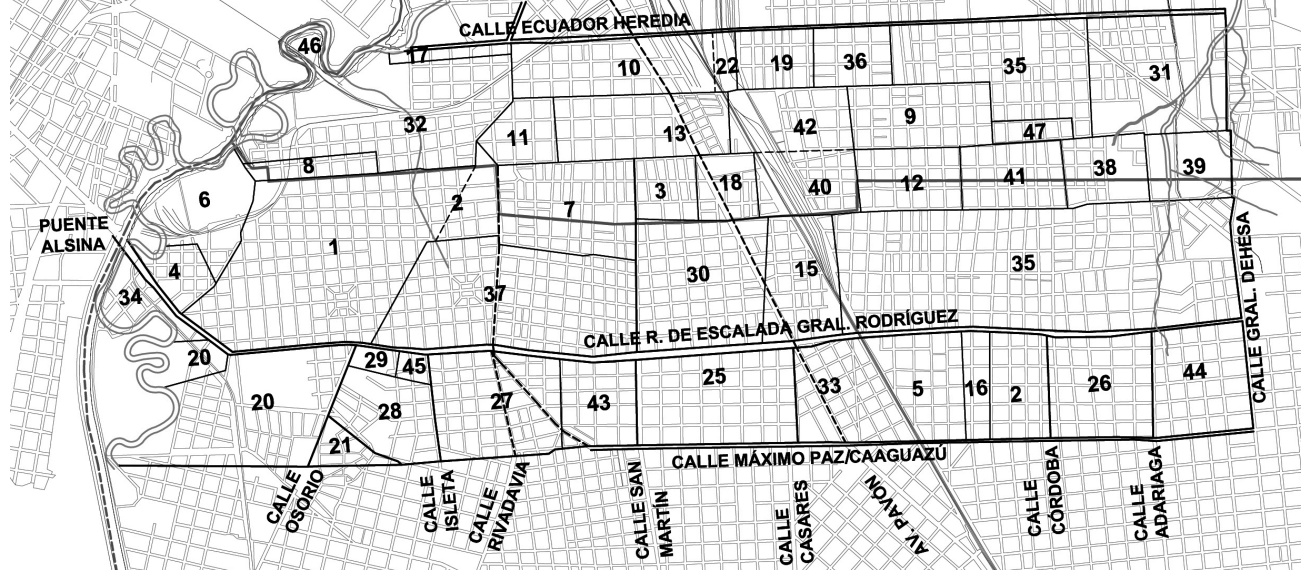 CALLE ECUADOR HEREDIA
46
17
10
22
19
36
35
31
32
11
13
42
9
47
8
6
2
7
3
18
40
12
41
38
39
PUENTE
ALSINA
1
4
34
37
30
15
35
CALLE GRAL. DEHESA
CALLE R. DE ESCALADA GRAL. RODRÍGUEZ
20
29
45
20
28
21
27
43
25
33
5
16
2
26
44
CALLE MÁXIMO PAZ/CAAGUAZÚ
CALLE
OSORIO
CALLE
ISLETA
CALLE
RIVADAVIA
CALLE SAN
MARTÍN
CALLE
CASARES
AV. PAVÓN
CALLE
CÓRDOBA
CALLE
ADARIAGA